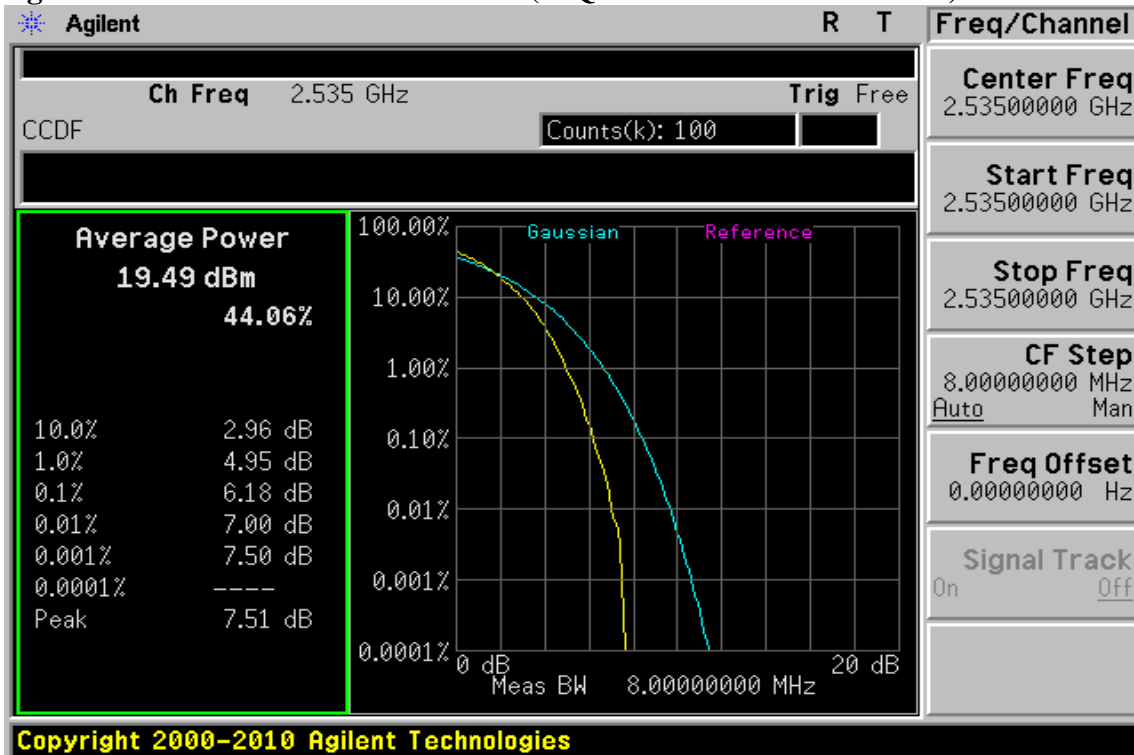 Agilent R T
Ch Freq 2.535 GHz Trig Free
CCDF Counts(k): 100
Average Power
19.49 dBm
44.06%
10.0% 2.96 dB
1.0% 4.95 dB
0.1% 6.18 dB
0.01% 7.00 dB
0.001% 7.50 dB
0.0001% ----
Peak 7.51 dB
Gaussian Reference
100.00%
10.00%
1.00%
0.10%
0.01%
0.001%
0.0001%
0 dB 20 dB
Meas BW 8.00000000 MHz
Freq/Channel
Center Freq
2.53500000 GHz
Start Freq
2.53500000 GHz
Stop Freq
2.53500000 GHz
CF Step
8.00000000 MHz
Auto Man
Freq Offset
0.00000000 Hz
Signal Track
On Off
Copyright 2000-2010 Agilent Technologies